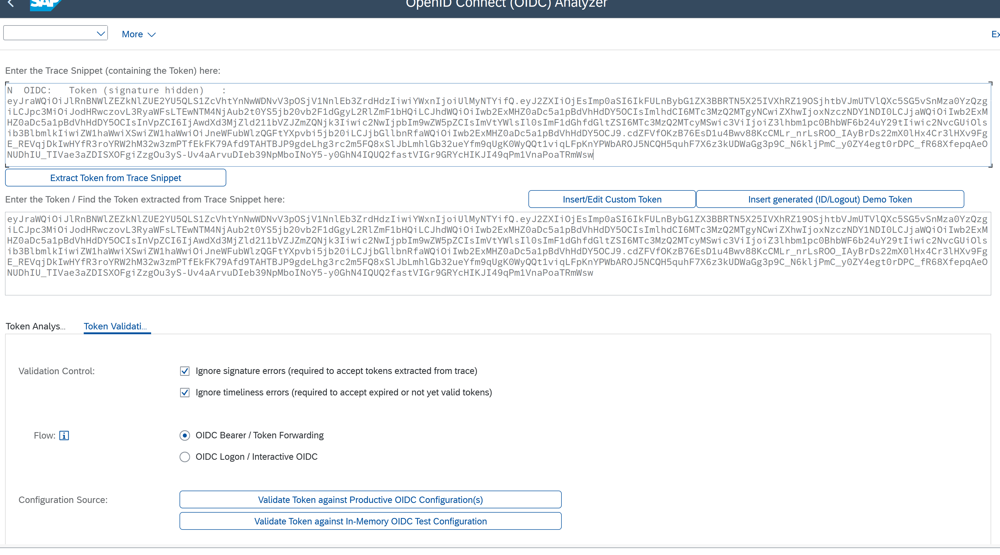 SAP
OpenID Connect (OIDC) Analyzer
More
Ex
Enter the Trace Snippet (containing the Token) here:
N  OIDC:   Token (signature hidden)   :
eyJraWQiOiJlRnBNWlZEZkNlZUE2YU5QLS1ZcVhtYnNwWDNvV3pOSjV1NnlEb3ZrdHdzIiwiYWxnIjoiUlMyNTYifQ.eyJ2ZXIiOjEsImp0aSI6IkFULnBybG1ZX3BBRTN5X25IVXhRZ19OSjhtbVJmUTVlQXc5SG5vSnMza0YzQzg
iLCJpc3MiOiJodHRwczovL3RyaWFsLTEwNTM4NjAub2t0YS5jb20vb2F1dGgyL2RlZmF1bHQiLCJhdWQiOiIwb2ExMHZ0aDc5a1pBdVhHdDY5OCIsImlhdCI6MTc3MzQ2MTgyNCwiZXhwIjoxNzczNDY1NDI0LCJjaWQiOiIwb2ExM
HZ0aDc5a1pBdVhHdDY5OCIsInVpZCI6IjAwdXd3MjZld211bVZJZmZQNjk3Iiwic2NwIjpbIm9wZW5pZCIsImVtYWlsIl0sImF1dGhfdGltZSI6MTc3MzQ2MTcyMSwic3ViIjoiZ3lhbm1pc0BhbWF6b24uY29tIiwic2NvcGUiOls
ib3BlbmlkIiwiZW1haWwiXSwiZW1haWwiOiJneWFubWlzQGFtYXpvbi5jb20iLCJjbGllbnRfaWQiOiIwb2ExMHZ0aDc5a1pBdVhHdDY5OCJ9.cdZFVfOKzB76EsD1u4Bwv88KcCMLr_nrLsROO_IAyBrDs22mX0lHx4Cr3lHXv9Fg
E_REVqjDkIwHYfR3roYRW2hM32w3zmPTfEkFK79Afd9TAHTBJP9gdeLhg3rc2m5FQ8xSlJbLmhlGb32ueYfm9qUgK0WyQQt1viqLFpKnYPWbAROJ5NCQH5quhF7X6z3kUDWaGg3p9C_N6kljPmC_y0ZY4egt0rDPC_fR68XfepqAeO
NUDhIU_TIVae3aZDISXOFgiZzgOu3yS-Uv4aArvuDIeb39NpMboINoY5-y0GhN4IQUQ2fastVIGr9GRYcHIKJI49qPm1VnaPoaTRmWsw
Extract Token from Trace Snippet
Enter the Token / Find the Token extracted from Trace Snippet here:
Insert/Edit Custom Token
Insert generated (ID/Logout) Demo Token
eyJraWQiOiJlRnBNWlZEZkNlZUE2YU5QLS1ZcVhtYnNwWDNvV3pOSjV1NnlEb3ZrdHdzIiwiYWxnIjoiUlMyNTYifQ.eyJ2ZXIiOjEsImp0aSI6IkFULnBybG1ZX3BBRTN5X25IVXhRZ19OSjhtbVJmUTVlQXc5SG5vSnMza0YzQzg
iLCJpc3MiOiJodHRwczovL3RyaWFsLTEwNTM4NjAub2t0YS5jb20vb2F1dGgyL2RlZmF1bHQiLCJhdWQiOiIwb2ExMHZ0aDc5a1pBdVhHdDY5OCIsImlhdCI6MTc3MzQ2MTgyNCwiZXhwIjoxNzczNDY1NDI0LCJjaWQiOiIwb2ExM
HZ0aDc5a1pBdVhHdDY5OCIsInVpZCI6IjAwdXd3MjZld211bVZJZmZQNjk3Iiwic2NwIjpbIm9wZW5pZCIsImVtYWlsIl0sImF1dGhfdGltZSI6MTc3MzQ2MTcyMSwic3ViIjoiZ3lhbm1pc0BhbWF6b24uY29tIiwic2NvcGUiOls
ib3BlbmlkIiwiZW1haWwiXSwiZW1haWwiOiJneWFubWlzQGFtYXpvbi5jb20iLCJjbGllbnRfaWQiOiIwb2ExMHZ0aDc5a1pBdVhHdDY5OCJ9.cdZFVfOKzB76EsD1u4Bwv88KcCMLr_nrLsROO_IAyBrDs22mX0lHx4Cr3lHXv9Fg
E_REVqjDkIwHYfR3roYRW2hM32w3zmPTfEkFK79Afd9TAHTBJP9gdeLhg3rc2m5FQ8xSlJbLmhlGb32ueYfm9qUgK0WyQQt1viqLFpKnYPWbAROJ5NCQH5quhF7X6z3kUDWaGg3p9C_N6kljPmC_y0ZY4egt0rDPC_fR68XfepqAeO
NUDhIU_TIVae3aZDISXOFgiZzgOu3yS-Uv4aArvuDIeb39NpMboINoY5-y0GhN4IQUQ2fastVIGr9GRYcHIKJI49qPm1VnaPoaTRmWsw
Token Analys...
Token Validati...
Validation Control:
Ignore signature errors (required to accept tokens extracted from trace)
Ignore timeliness errors (required to accept expired or not yet valid tokens)
Flow:
OIDC Bearer / Token Forwarding
OIDC Logon / Interactive OIDC
Configuration Source:
Validate Token against Productive OIDC Configuration(s)
Validate Token against In-Memory OIDC Test Configuration